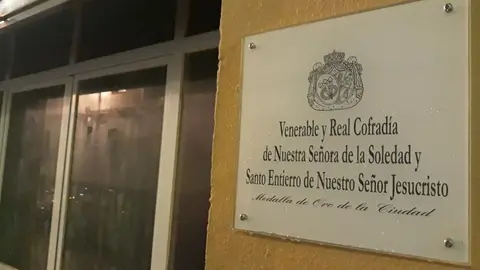 Venerable y Real Cofradía
de Nuestra Señora de la Soledad y
Santo Entierro de Nuestro Señor Jesucristo
Medalla de Oro de la Ciudad